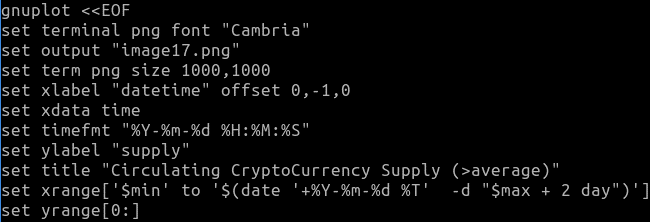 gnuplot <<EOF
set terminal png font "Cambria"
set output "image17.png"
set term png size 1000,1000
set xlabel "datetime" offset 0,-1,0
set xdata time
set timefmt "%Y-%m-%d %H:%M:%S"
set ylabel "supply"
set title "Circulating CryptoCurrency Supply (>average)"
set xrange['$min' to '$(date '+%Y-%m-%d %T'  -d "$max + 2 day")']
set yrange[0:]